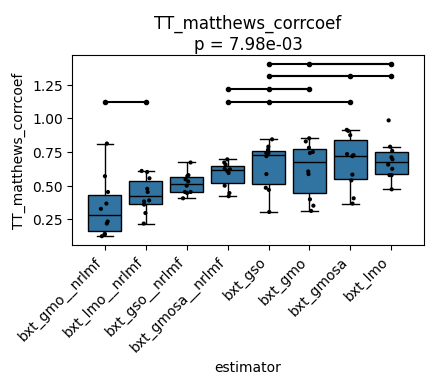 TT_matthews_corrcoef
p = 7.98e-03
TT_matthews_corrcoef
1.25
1.00
0.75
0.50
0.25
bxt_gmo__nrlmf
bxt_lmo__nrlmf
bxt_gso__nrlmf
bxt_gmosa__nrlmf
bxt_gso
bxt_gmo
bxt_gmosa
bxt_lmo
estimator